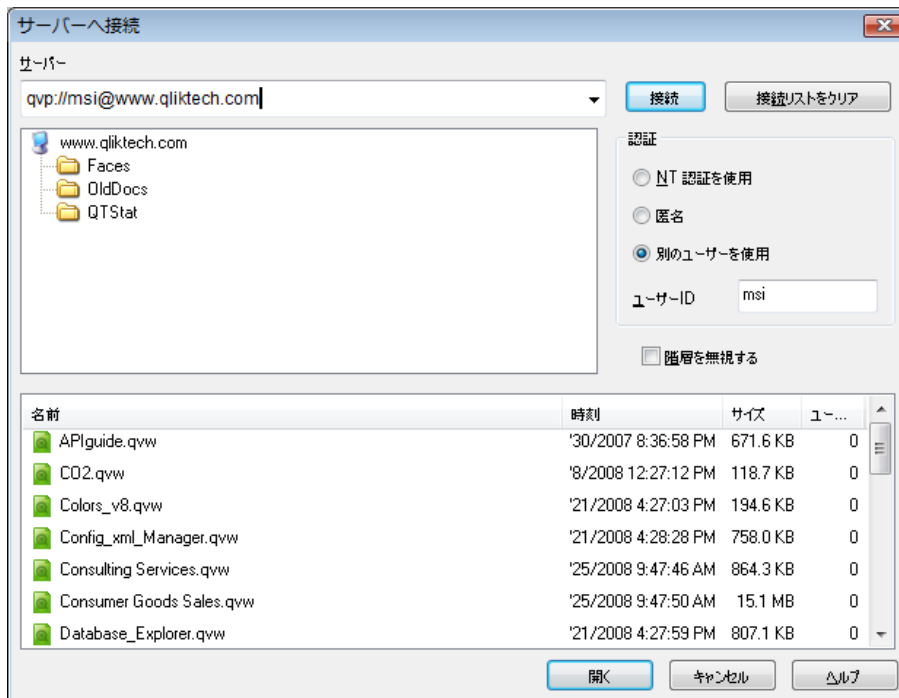 サーバーへ接続
サーバー
qvp://msi@www.qliktech.com
接続
接続リストをクリア
www.qliktech.com
Faces
OldDocs
QTStat
認証
NT 認証を使用
匿名
別のユーザーを使用
ユーザーID
msi
階層を無視する
名前 時刻 サイズ ユー...
APIguide.qvw '30/2007 8:36:58 PM 671.6 KB 0
CO2.qvw '8/2008 12:27:12 PM 118.7 KB 0
Colors_v8.qvw '21/2008 4:27:03 PM 194.6 KB 0
Config_xml_Manager.qvw '21/2008 4:28:28 PM 758.0 KB 0
Consulting Services.qvw '25/2008 9:47:46 AM 864.3 KB 0
Consumer Goods Sales.qvw '25/2008 9:47:50 AM 15.1 MB 0
Database_Explorer.qvw '21/2008 4:27:59 PM 807.1 KB 0
開く
キャンセル
ヘルプ